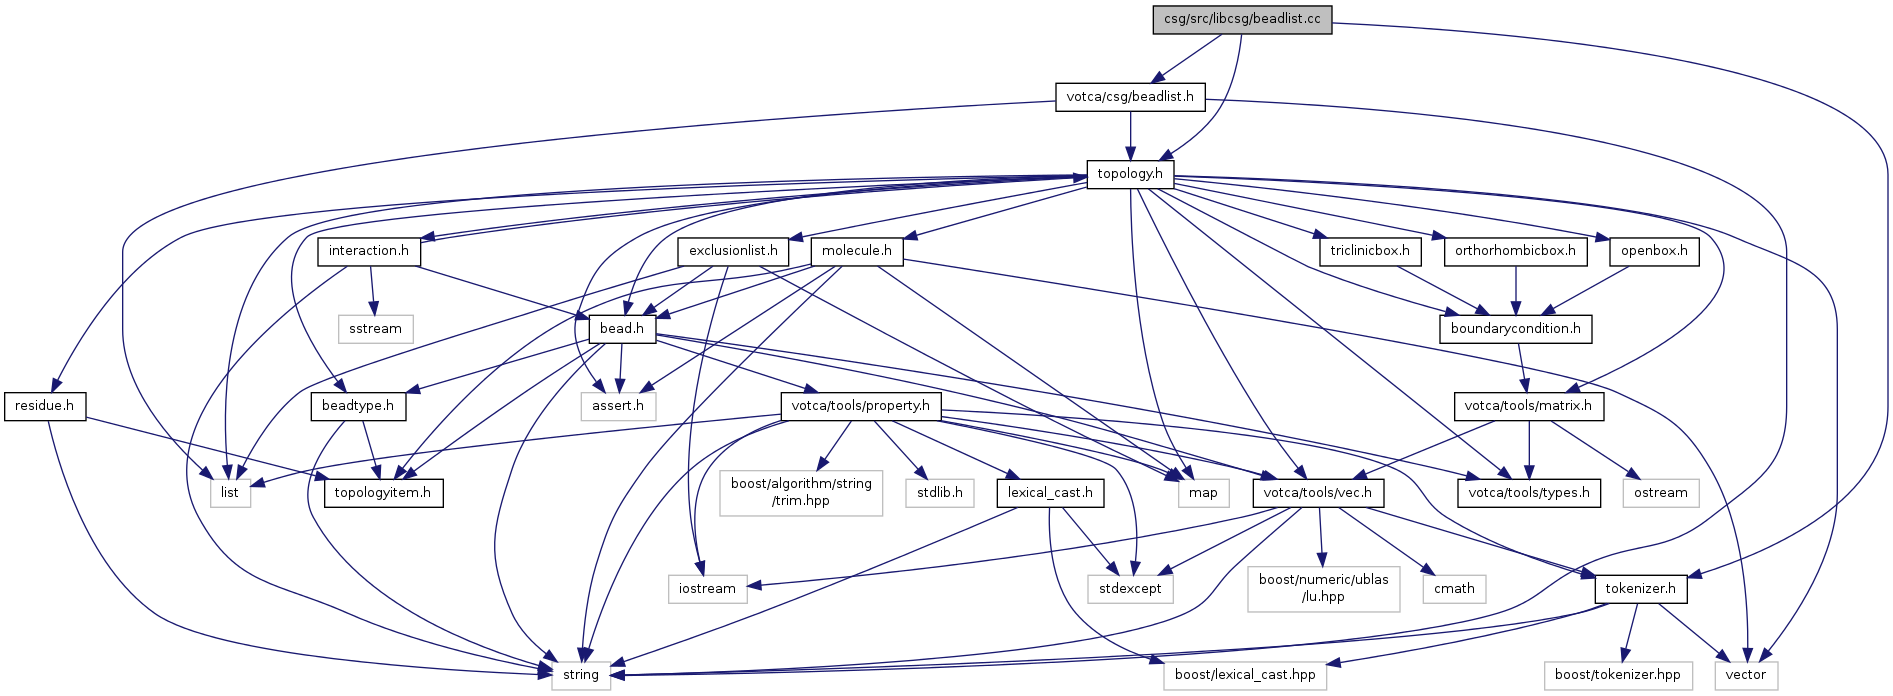 csg/src/libcsg/beadlist.cc
votca/csg/beadlist.h
topology.h
interaction.h
exclusionlist.h
molecule.h
triclinicbox.h
orthorhombicbox.h
openbox.h
sstream
bead.h
boundarycondition.h
residue.h
beadtype.h
assert.h
votca/tools/property.h
votca/tools/matrix.h
list
topologyitem.h
boost/algorithm/string
/trim.hpp
stdlib.h
lexical_cast.h
map
votca/tools/vec.h
votca/tools/types.h
ostream
iostream
stdexcept
boost/numeric/ublas
/lu.hpp
cmath
tokenizer.h
string
boost/lexical_cast.hpp
boost/tokenizer.hpp
vector